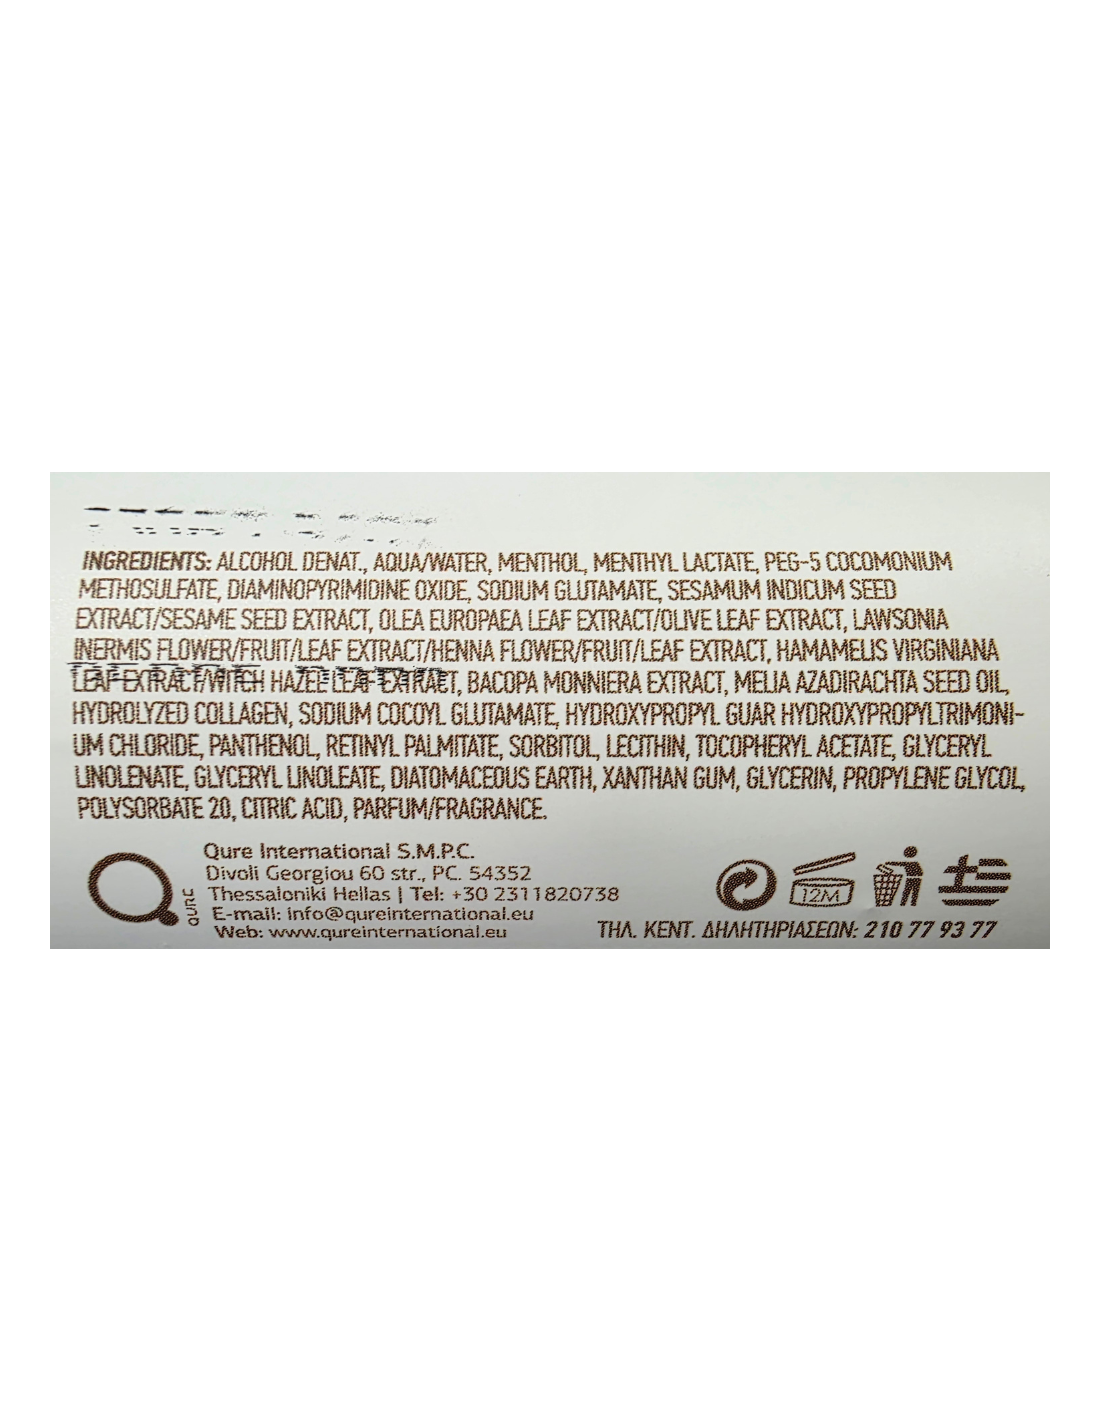 INGREDIENTS: ALCOHOL DENAT., AQUA/WATER, MENTHOL, MENTHYL LACTATE, PEG-5 COCOMONIUM
METHOSULFATE, DIAMINOPYRIMIDINE OXIDE, SODIUM GLUTAMATE, SESAMUM INDICUM SEED
EXTRACT/SESAME SEED EXTRACT, OLEA EUROPAEA LEAF EXTRACT/OLIVE LEAF EXTRACT, LAWSONIA
INERMIS FLOWER/FRUIT/LEAF EXTRACT/HENNA FLOWER/FRUIT/LEAF EXTRACT, HAMAMELIS VIRGINIANA
LEAF EXTRACT/WITCH HAZEL LEAF EXTRACT, BACOPA MONNIERA EXTRACT, MELIA AZADIRACHTA SEED OIL,
HYDROLYZED COLLAGEN, SODIUM COCOYL GLUTAMATE, HYDROXYPROPYL GUAR HYDROXYPROPYLTRIMONI-
UM CHLORIDE, PANTHENOL, RETINYL PALMITATE, SORBITOL, LECITHIN, TOCOPHERYL ACETATE, GLYCERYL
LINOLENATE, GLYCERYL LINOLEATE, DIATOMACEOUS EARTH, XANTHAN GUM, GLYCERIN, PROPYLENE GLYCOL,
POLYSORBATE 20, CITRIC ACID, PARFUM/FRAGRANCE.
Qure International S.M.P.C.
Divoli Georgiou 60 str., PC. 54352
Thessaloniki Hellas | Tel: +30 2311820738
E-mail: info@qureinternational.eu
Web: www.qureinternational.eu
QURE
12M
ΤΗΛ. ΚΕΝΤ. ΔΗΛΗΤΗΡΙΑΣΕΩΝ: 210 77 93 77